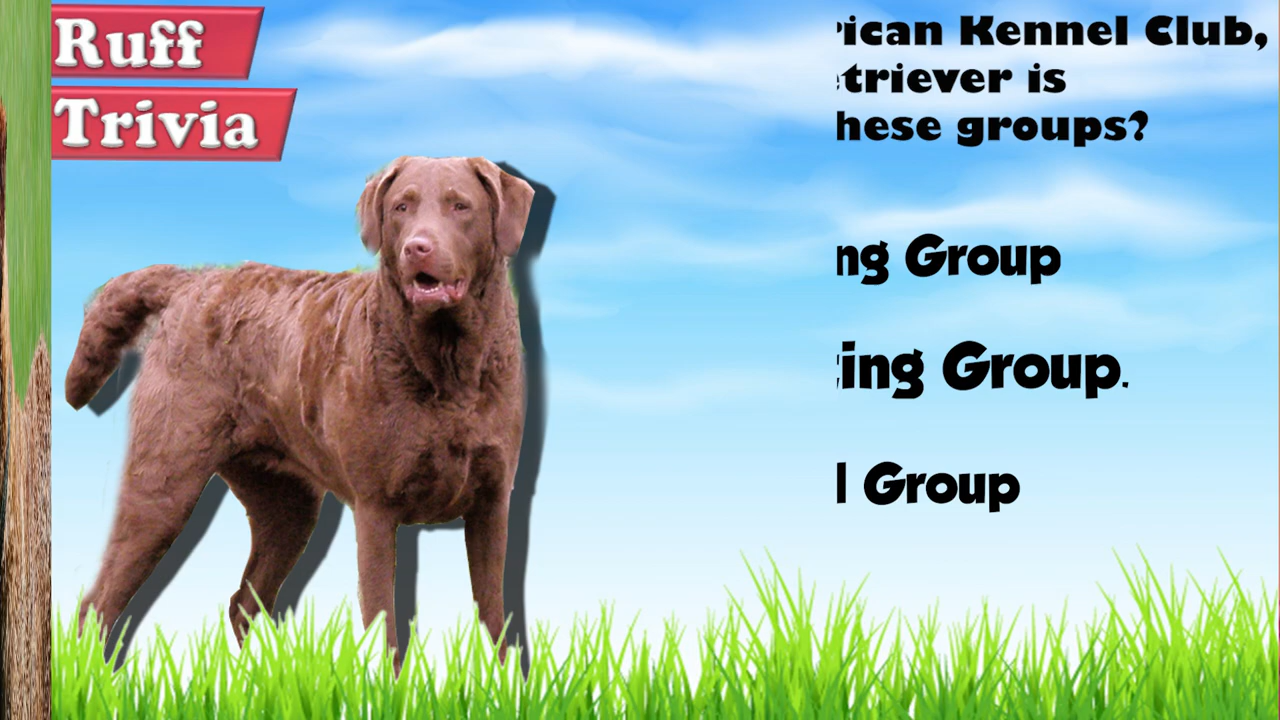 Ruff
Trivia
rican Kennel Club,
triever is
hese groups?
ng Group
ing Group.
l Group